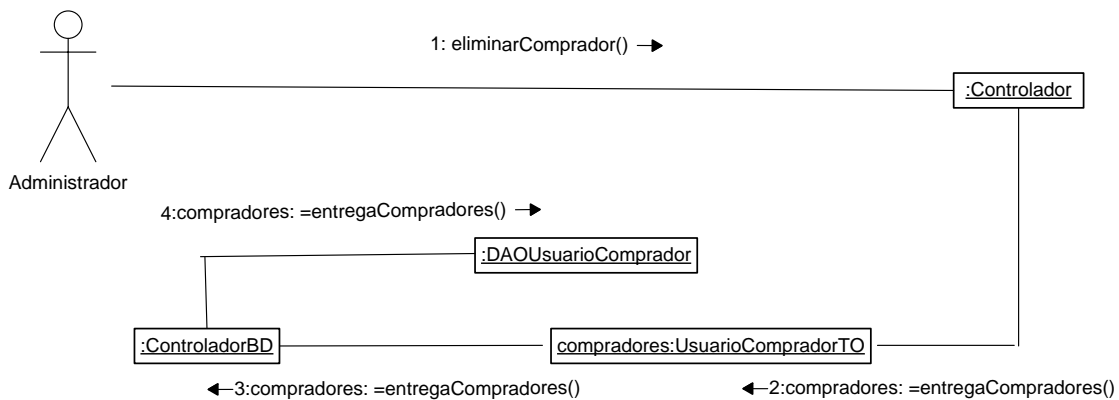 1: eliminarComprador()
:Controlador
Administrador
4:compradores: =entregaCompradores()
:DAOUsuarioComprador
:ControladorBD
compradores:UsuarioCompradorTO
3:compradores: =entregaCompradores()
2:compradores: =entregaCompradores()